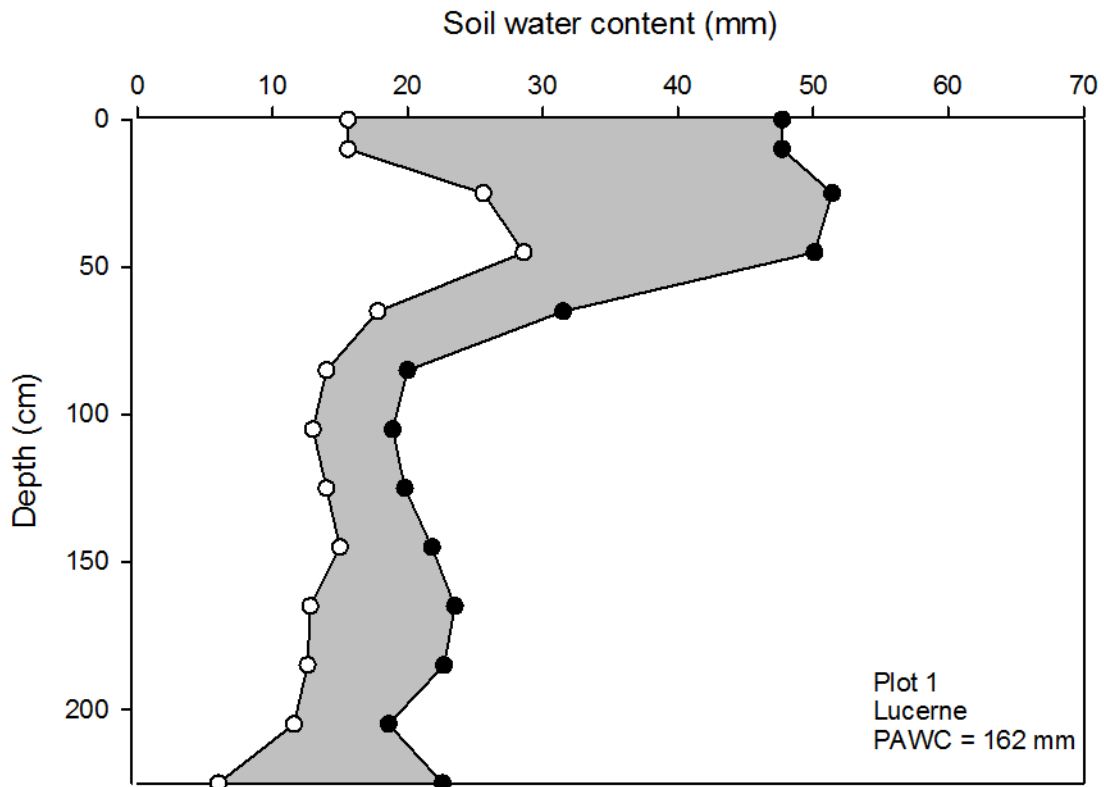 Soil water content (mm)
0 10 20 30 40 50 60 70
0
50
100
150
200
Depth (cm)
Plot 1
Lucerne
PAWC = 162 mm